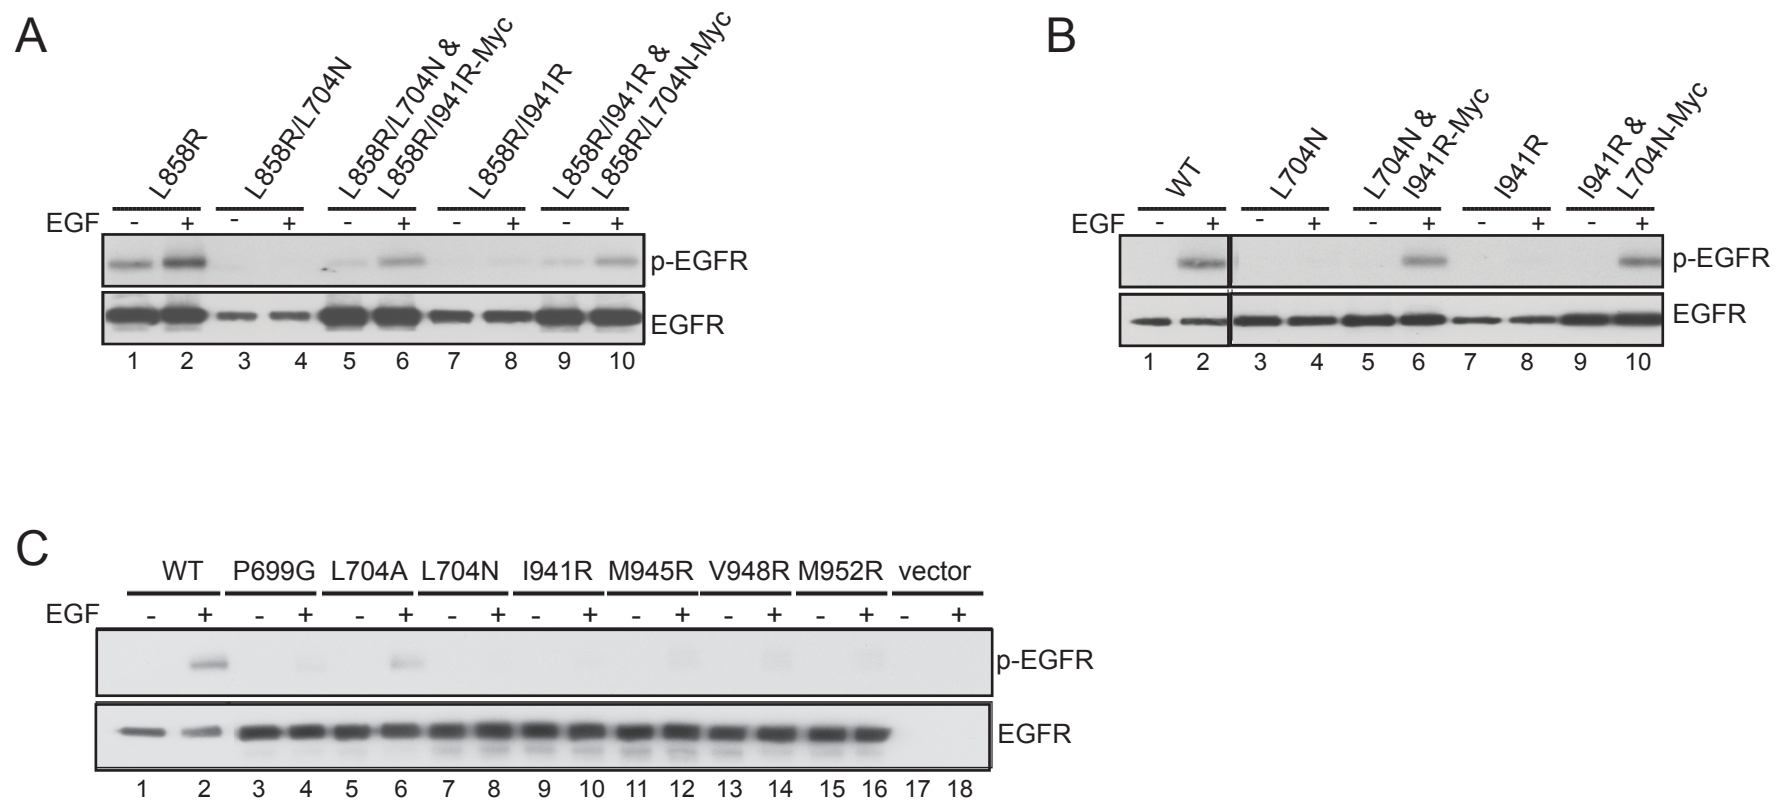 A
L858R
L858R/L704N
L858R/L704N &
L858R/I941R-Myc
L858R/I941R
L858R/I941R &
L858R/L704N-Myc
EGF - + - + - + - + - +
p-EGFR
EGFR
1 2 3 4 5 6 7 8 9 10
B
WT
L704N
L704N &
I941R-Myc
I941R
I941R &
L704N-Myc
EGF - + - + - + - + - +
p-EGFR
EGFR
1 2 3 4 5 6 7 8 9 10
C
WT P699G L704A L704N I941R M945R V948R M952R vector
EGF - + - + - + - + - + - + - + - + - +
p-EGFR
EGFR
1 2 3 4 5 6 7 8 9 10 11 12 13 14 15 16 17 18